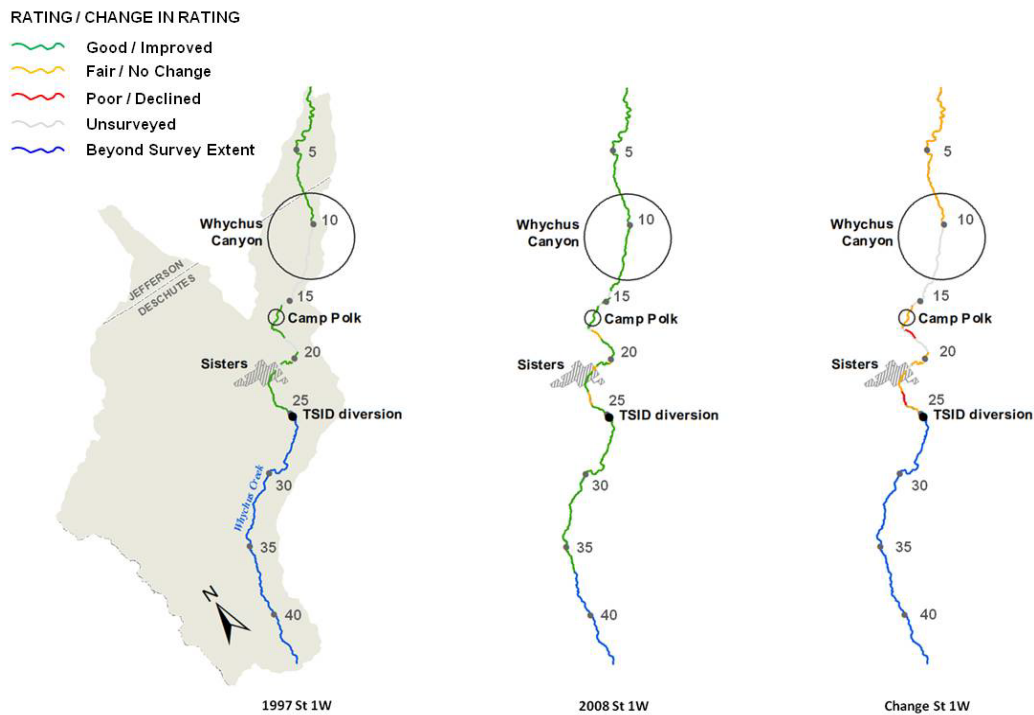 RATING / CHANGE IN RATING
Good / Improved
Fair / No Change
Poor / Declined
Unsurveyed
Beyond Survey Extent
5
Whychus
Canyon
10
JEFFERSON
DESCHUTES
15
Camp Polk
Sisters
20
25
TSID diversion
30
Whychus Creek
35
N
40
1997 St 1W
5
Whychus
Canyon
10
15
Camp Polk
Sisters
20
25
TSID diversion
30
35
40
2008 St 1W
5
Whychus
Canyon
10
15
Camp Polk
Sisters
20
25
TSID diversion
30
35
40
Change St 1W